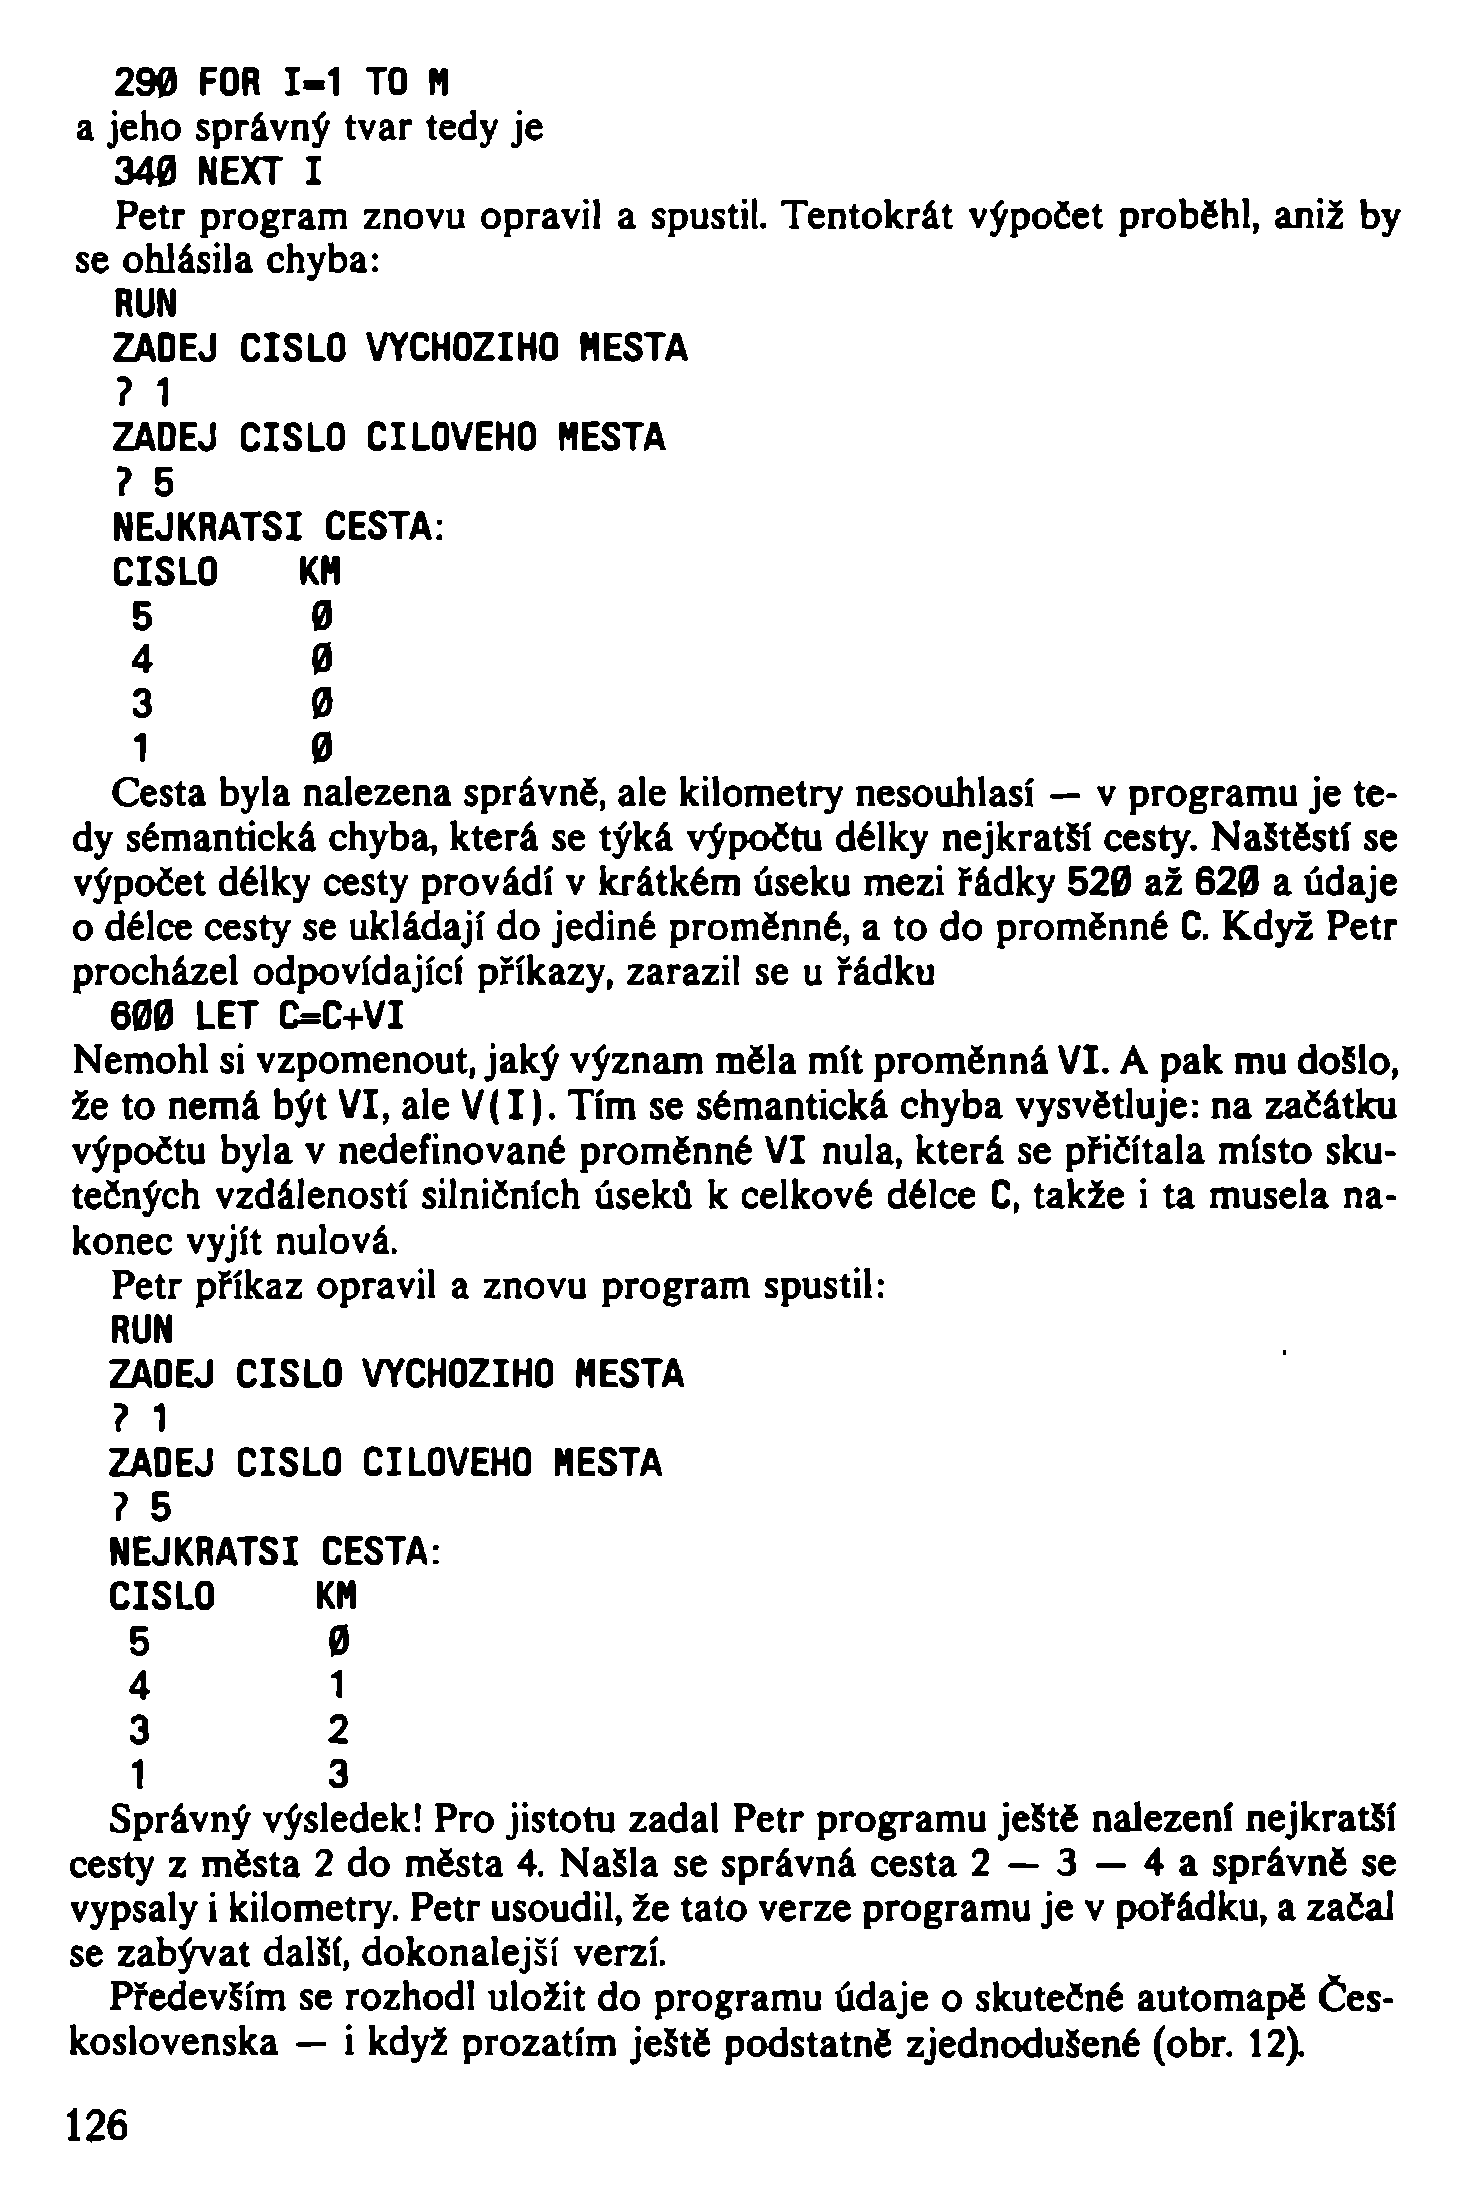 290 FOR I=1 TO M
a jeho správný tvar tedy je
340 NEXT I
Petr program znovu opravil a spustil. Tentokrát výpočet proběhl, aniž by
se ohlásila chyba:
RUN
ZADEJ CISLO VYCHOZIHO MESTA
? 1
ZADEJ CISLO CILOVEHO MESTA
? 5
NEJKRATSI CESTA:
CISLO KM
5 0
4 0
3 0
1 0
Cesta byla nalezena správně, ale kilometry nesouhlasí — v programu je te-
dy sémantická chyba, která se týká výpočtu délky nejkratší cesty. Naštěstí se
výpočet délky cesty provádí v krátkém úseku mezi řádky 520 až 620 a údaje
o délce cesty se ukládají do jediné proměnné, a to do proměnné C. Když Petr
procházel odpovídající příkazy, zarazil se u řádku
600 LET C=C+VI
Nemohl si vzpomenout, jaký význam měla mít proměnná VI. A pak mu došlo,
že to nemá být VI, ale V(I). Tím se sémantická chyba vysvětluje: na začátku
výpočtu byla v nedefinované proměnné VI nula, která se přičítala místo sku-
tečných vzdáleností silničních úseků k celkové délce C, takže i ta musela na-
konec vyjít nulová.
Petr příkaz opravil a znovu program spustil:
RUN
ZADEJ CISLO VYCHOZIHO MESTA
? 1
ZADEJ CISLO CILOVEHO MESTA
? 5
NEJKRATSI CESTA:
CISLO KM
5 0
4 1
3 2
1 3
Správný výsledek! Pro jistotu zadal Petr programu ještě nalezení nejkratší
cesty z města 2 do města 4. Našla se správná cesta 2 — 3 — 4 a správně se
vypsaly i kilometry. Petr usoudil, že tato verze programu je v pořádku, a začal
se zabývat další, dokonalejší verzí.
Především se rozhodl uložit do programu údaje o skutečné automapě Čes-
koslovenska — i když prozatím ještě podstatně zjednodušené (obr. 12).
126